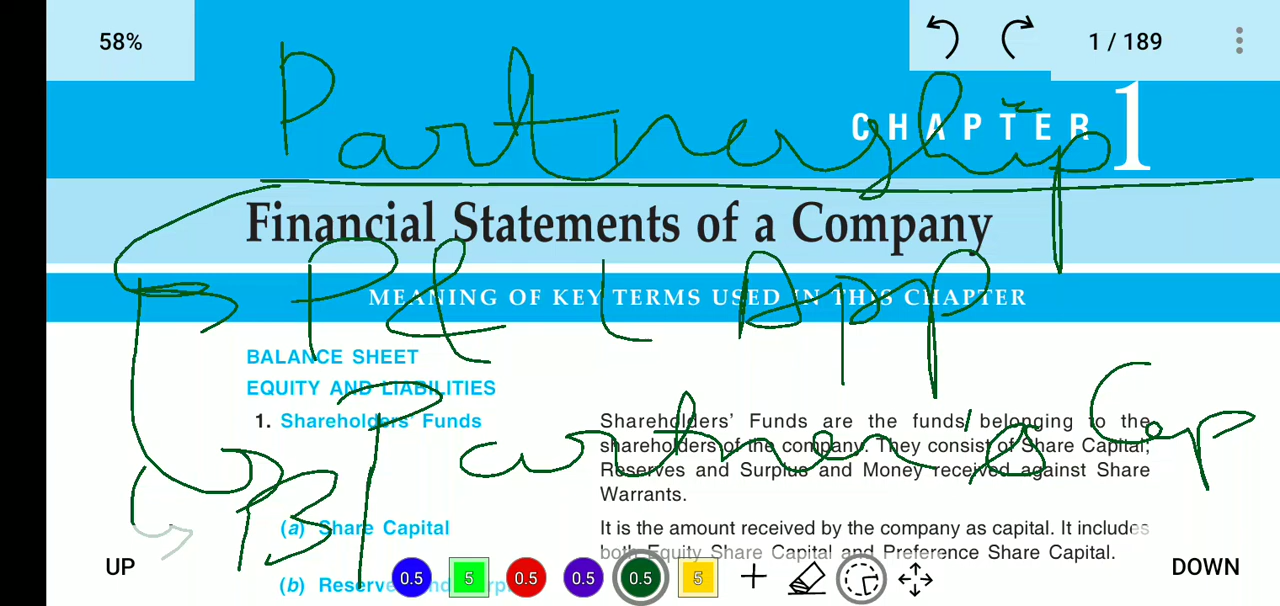 58%
1 / 189
Partnership
CHAPTER 1
Financial Statements of a Company
P & L App
MEANING OF KEY TERMS USED IN THIS CHAPTER
BALANCE SHEET
EQUITY AND LIABILITIES
Partner's Cap
1. Shareholders' Funds Shareholders' Funds are the funds belonging to the
shareholders of the company. They consist of Share Capital,
Reserves and Surplus and Money received against Share
Warrants.
(a) Share Capital It is the amount received by the company as capital. It includes
both Equity Share Capital and Preference Share Capital.
(b)
UP
0.5 5 0.5 0.5 0.5 5
DOWN